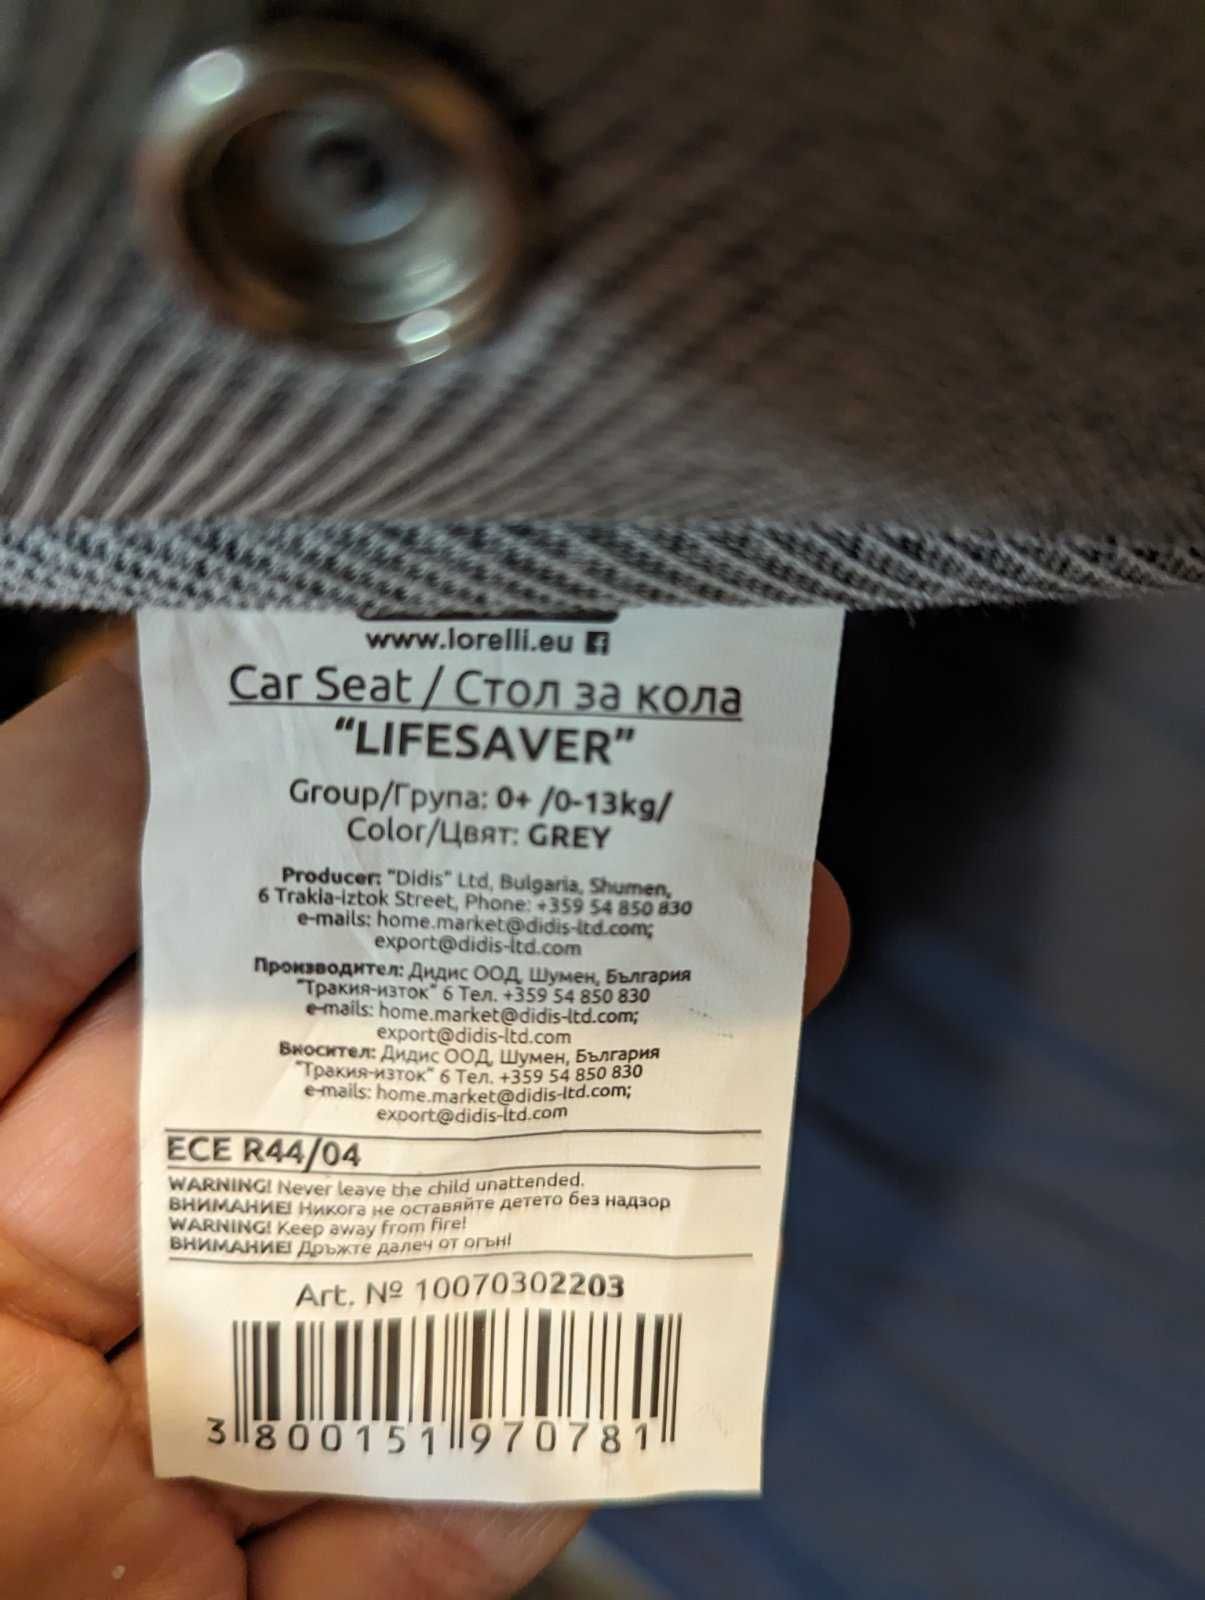 www.lorelli.eu
Car Seat / Стол за кола
“LIFESAVER”
Group/Група: 0+ /0-13kg/
Color/Цвят: GREY
Producer: "Didis" Ltd, Bulgaria, Shumen,
6 Trakia-iztok Street, Phone: +359 54 850 830
e-mails: home.market@didis-ltd.com;
export@didis-ltd.com
Производител: Дидис ООД, Шумен, България
"Тракия-изток" 6 Тел. +359 54 850 830
e-mails: home.market@didis-ltd.com;
export@didis-ltd.com
Вносител: Дидис ООД, Шумен, България
"Тракия-изток" 6 Тел. +359 54 850 830
e-mails: home.market@didis-ltd.com;
export@didis-ltd.com
ECE R44/04
WARNING! Never leave the child unattended.
ВНИМАНИЕ! Никога не оставяйте детето без надзор
WARNING! Keep away from fire!
ВНИМАНИЕ! Дръжте далеч от огън!
Art. № 10070302203
3 800151 970781